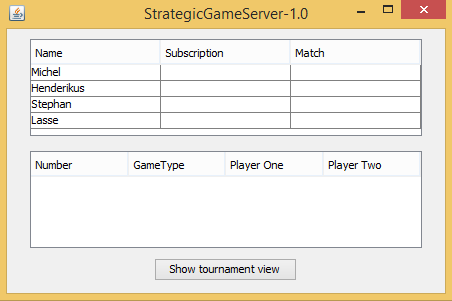 StrategicGameServer-1.0
Name Subscription Match
Michel
Henderikus
Stephan
Lasse
Number GameType Player One Player Two
Show tournament view